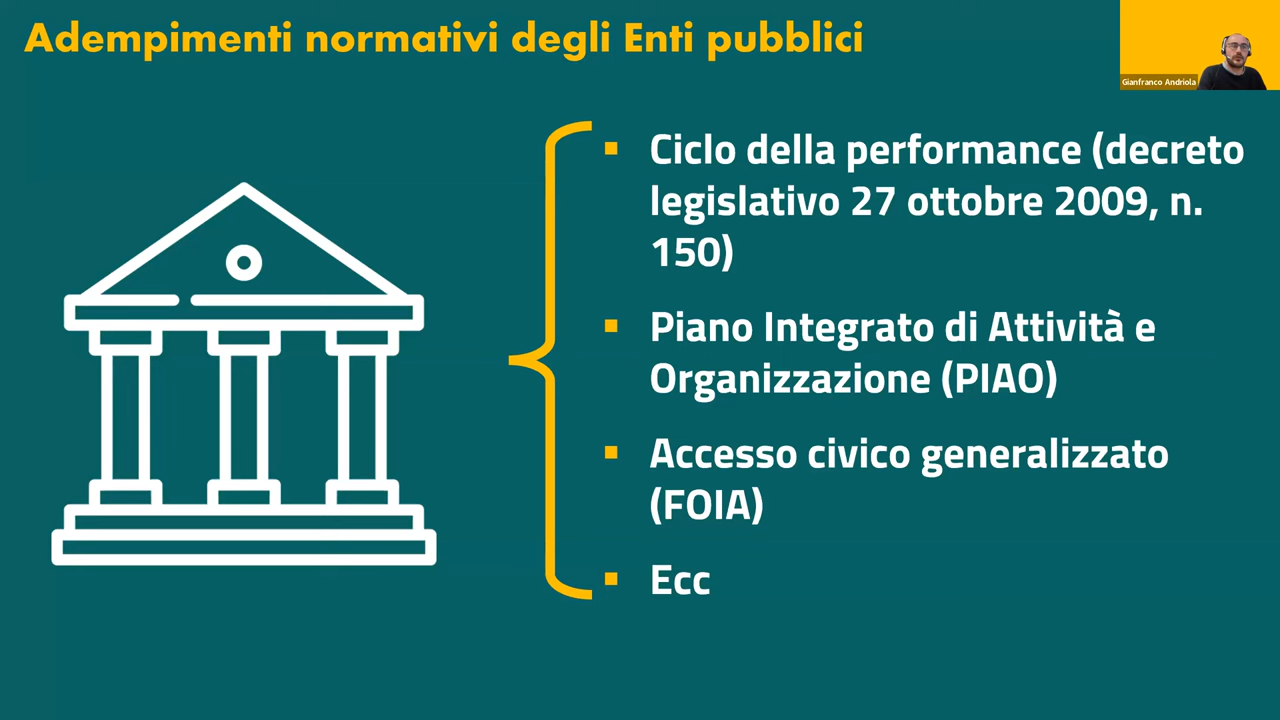 Adempimenti normativi degli Enti pubblici
Gianfranco Andriola
▪ Ciclo della performance (decreto
legislativo 27 ottobre 2009, n.
150)
▪ Piano Integrato di Attività e
Organizzazione (PIAO)
▪ Accesso civico generalizzato
(FOIA)
▪ Ecc